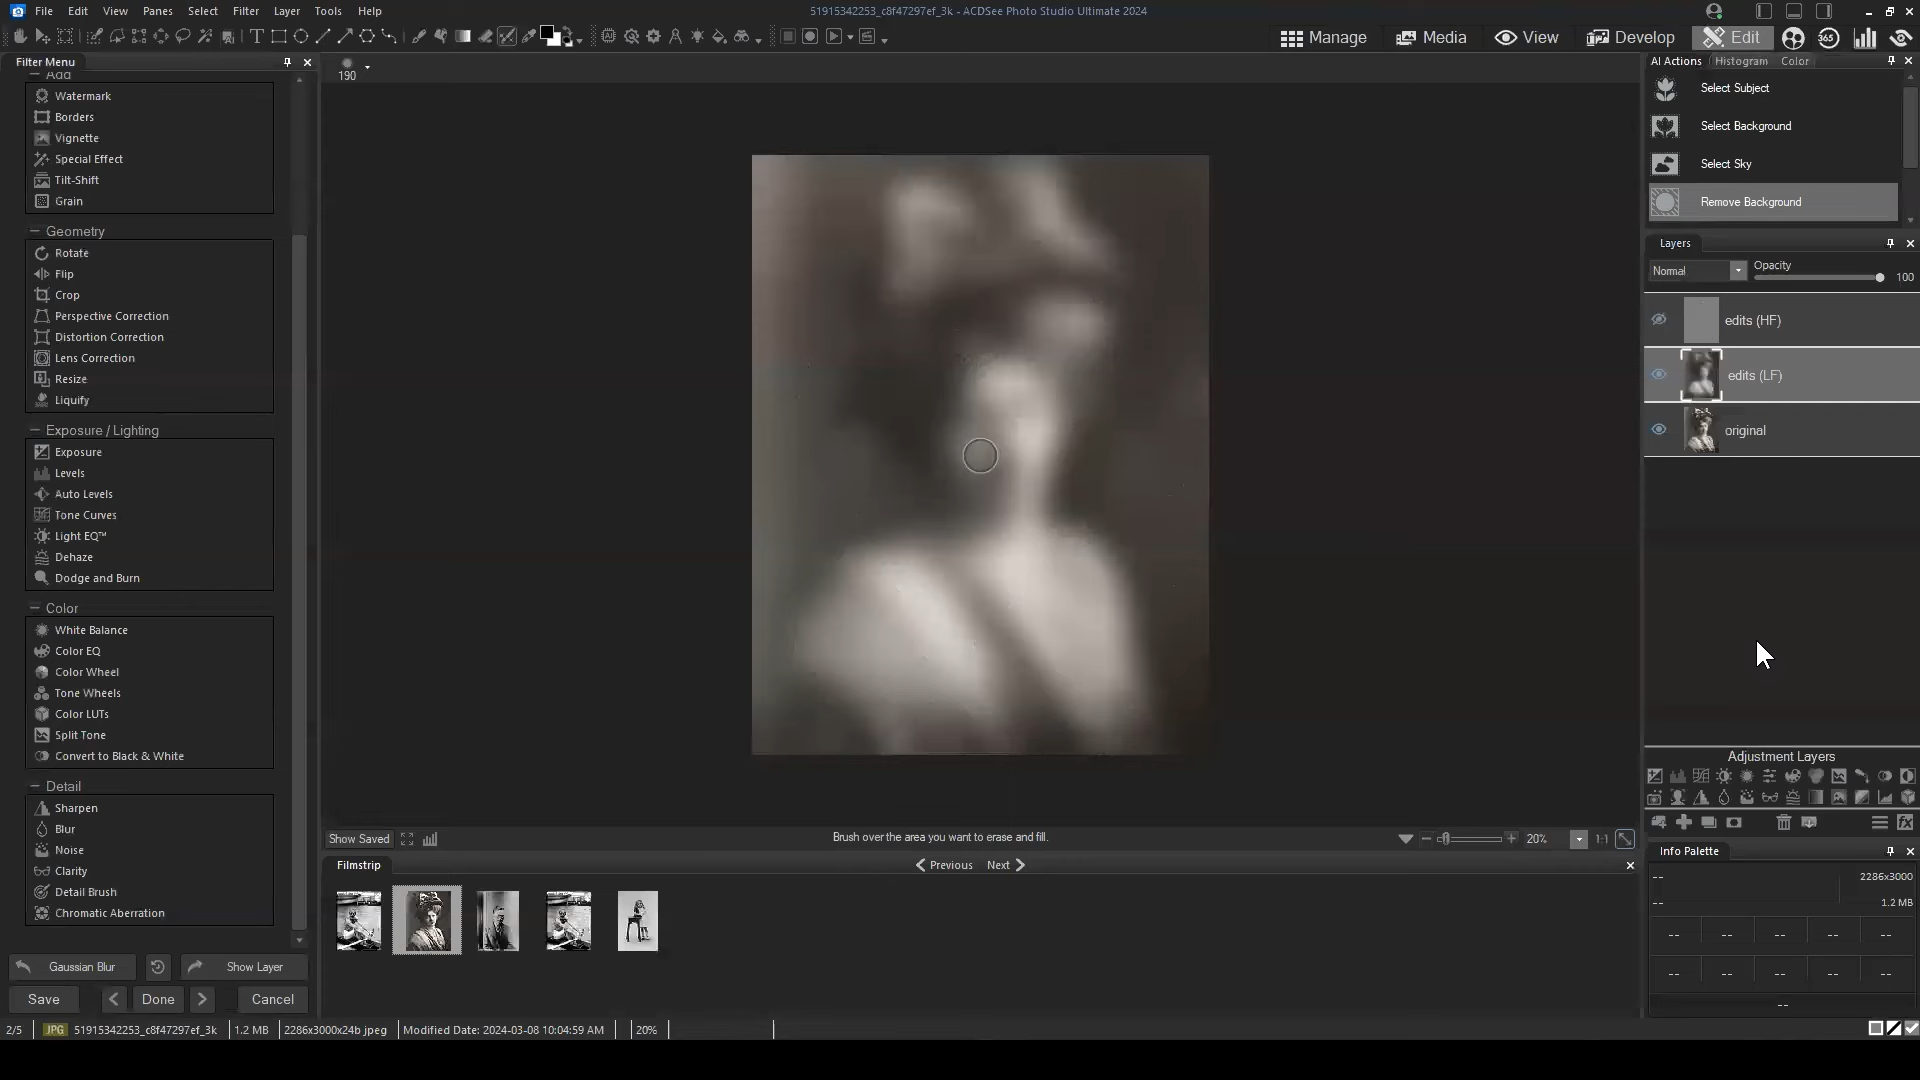 File Edit View Panes Select Filter Image Layer Tools Help
51915342253_c8f47297ef_3k - ACDSee Photo Studio Ultimate 2024
T
Manage Media View Develop Edit 365
Filter Menu
190
AI Actions Histogram Color
Add
Watermark
Borders
Vignette
Special Effect
Tilt-Shift
Grain
Select Subject
Select Background
Select Sky
Remove Background
Geometry
Rotate
Flip
Crop
Perspective Correction
Distortion Correction
Lens Correction
Resize
Liquify
Layers
Normal
Opacity
100
edits (HF)
edits (LF)
original
Exposure / Lighting
Exposure
Levels
Auto Levels
Tone Curves
Light EQ™
Dehaze
Dodge and Burn
Color
White Balance
Color EQ
Color Wheel
Tone Wheels
Color LUTs
Split Tone
Convert to Black & White
Adjustment Layers
fx
Detail
Sharpen
Blur
Noise
Clarity
Detail Brush
Chromatic Aberration
Show Saved
Brush over the area you want to erase and fill.
20%
1:1
Filmstrip
Previous Next
Info Palette
-- 2286x3000
-- 1.2 MB
-- -- -- -- --
-- -- -- -- --
--
Gaussian Blur Show Layer
Save Done Cancel
2/5 JPG 51915342253_c8f47297ef_3k 1.2 MB 2286x3000x24b jpeg Modified Date: 2024-03-08 10:04:59 AM 20%